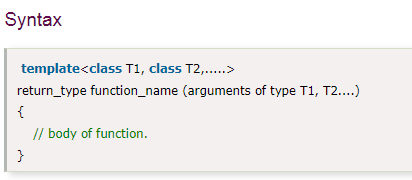 Syntax
template<class T1, class T2,.....>
return_type function_name (arguments of type T1, T2....)
{
// body of function.
}